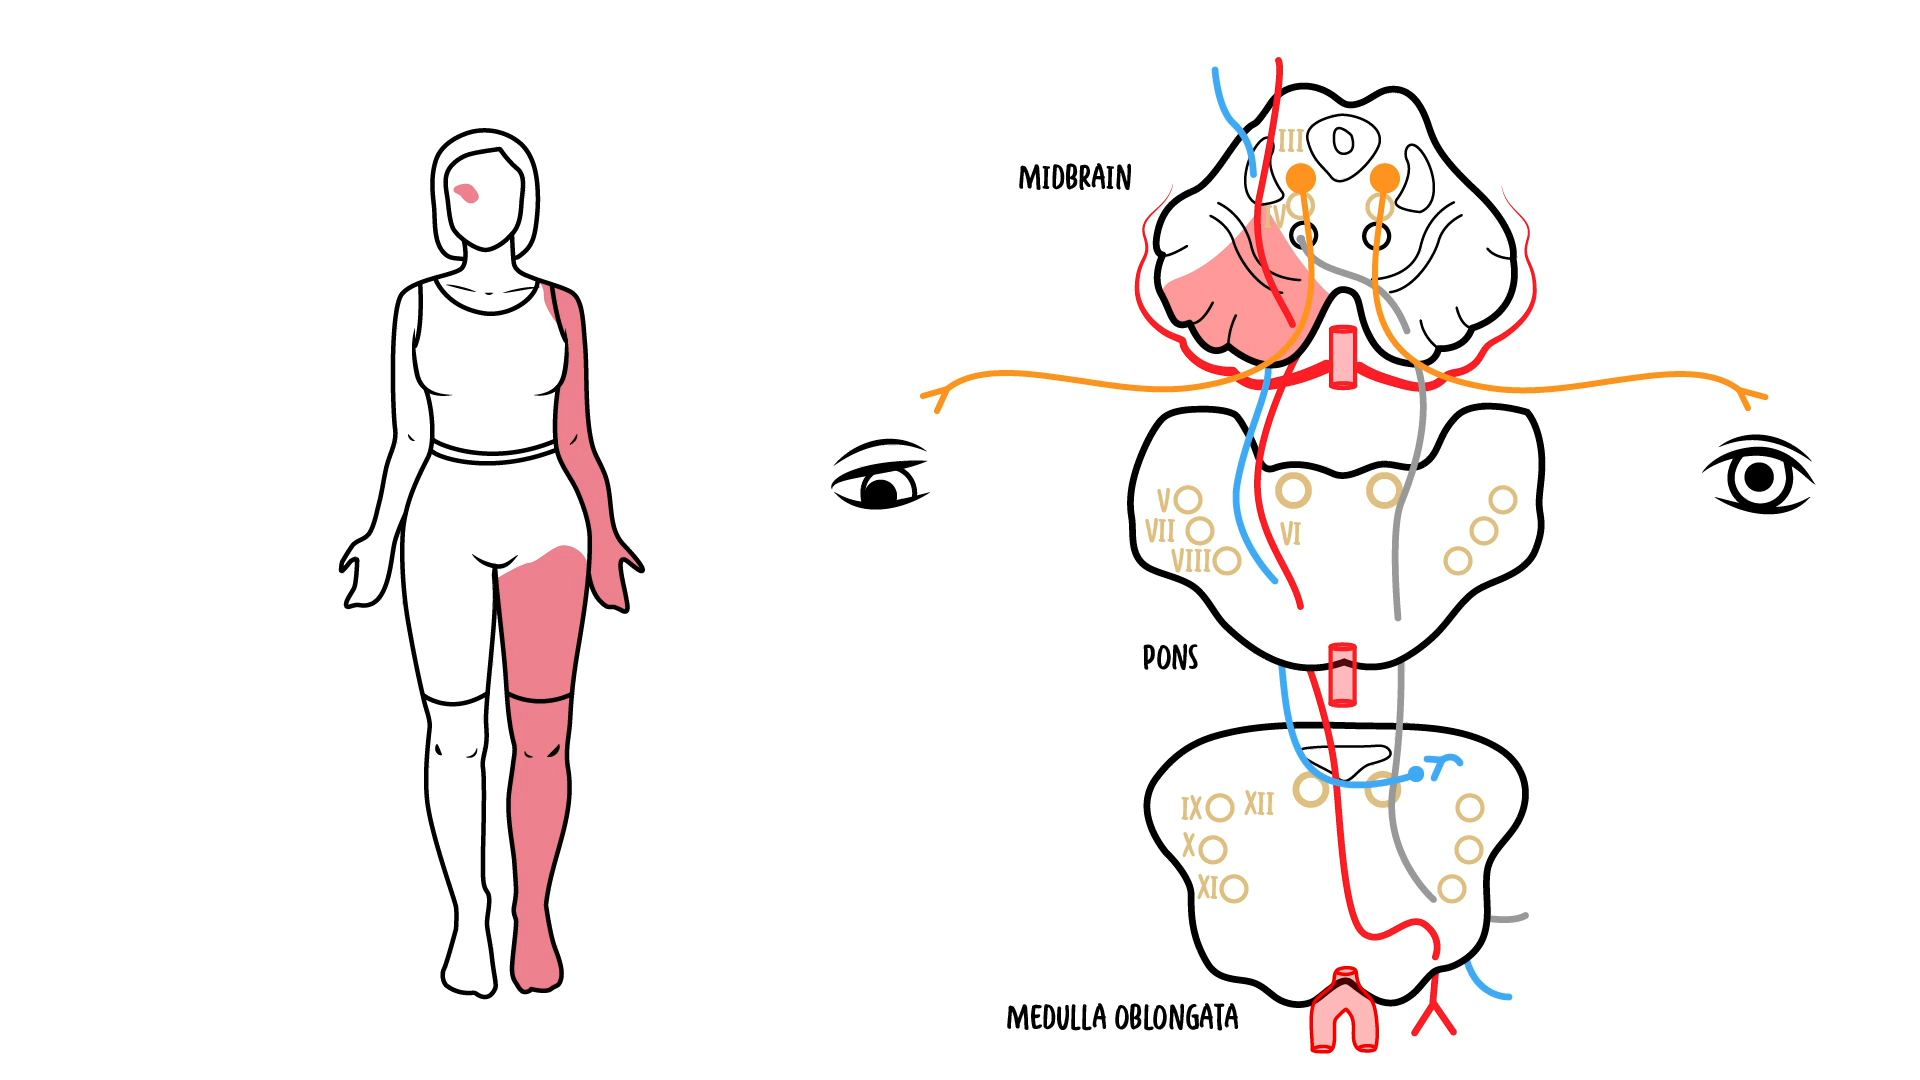 MIDBRAIN
III
IV
V
VII
VIII
VI
PONS
IX
XII
X
XI
MEDULLA OBLONGATA